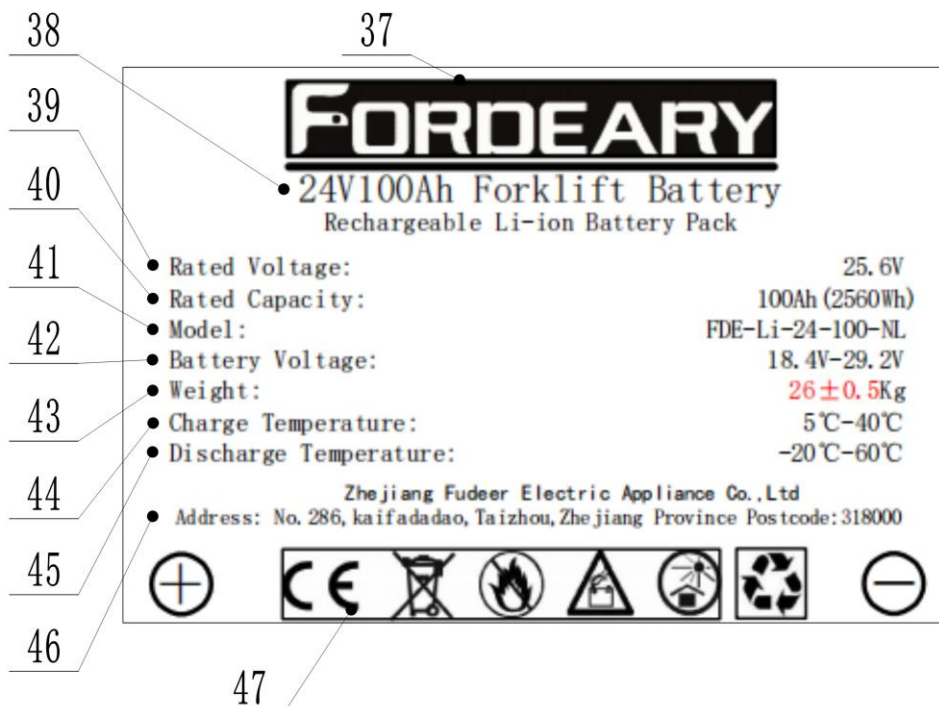 38 37
39
40
41
42
43
44
45
46
47
FORDEARY
24V100Ah Forklift Battery
Rechargeable Li-ion Battery Pack
Rated Voltage: 25.6V
Rated Capacity: 100Ah(2560Wh)
Model: FDE-Li-24-100-NL
Battery Voltage: 18.4V-29.2V
Weight: 26±0.5Kg
Charge Temperature: 5℃-40℃
Discharge Temperature: -20℃-60℃
Zhejiang Fudeer Electric Appliance Co.,Ltd
Address: No.286,kaifadadao,Taizhou,Zhejiang Province Postcode:318000
CE